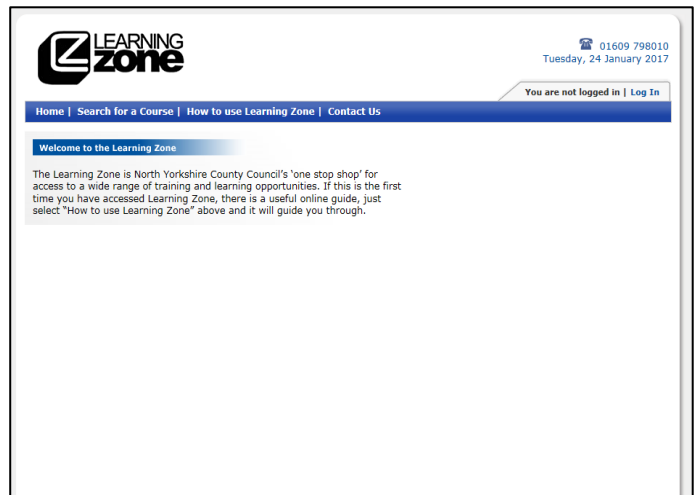 LEARNING
zone
01609 798010
Tuesday, 24 January 2017
You are not logged in | Log In
Home | Search for a Course | How to use Learning Zone | Contact Us
Welcome to the Learning Zone
The Learning Zone is North Yorkshire County Council's 'one stop shop' for
access to a wide range of training and learning opportunities. If this is the first
time you have accessed Learning Zone, there is a useful online guide, just
select "How to use Learning Zone" above and it will guide you through.